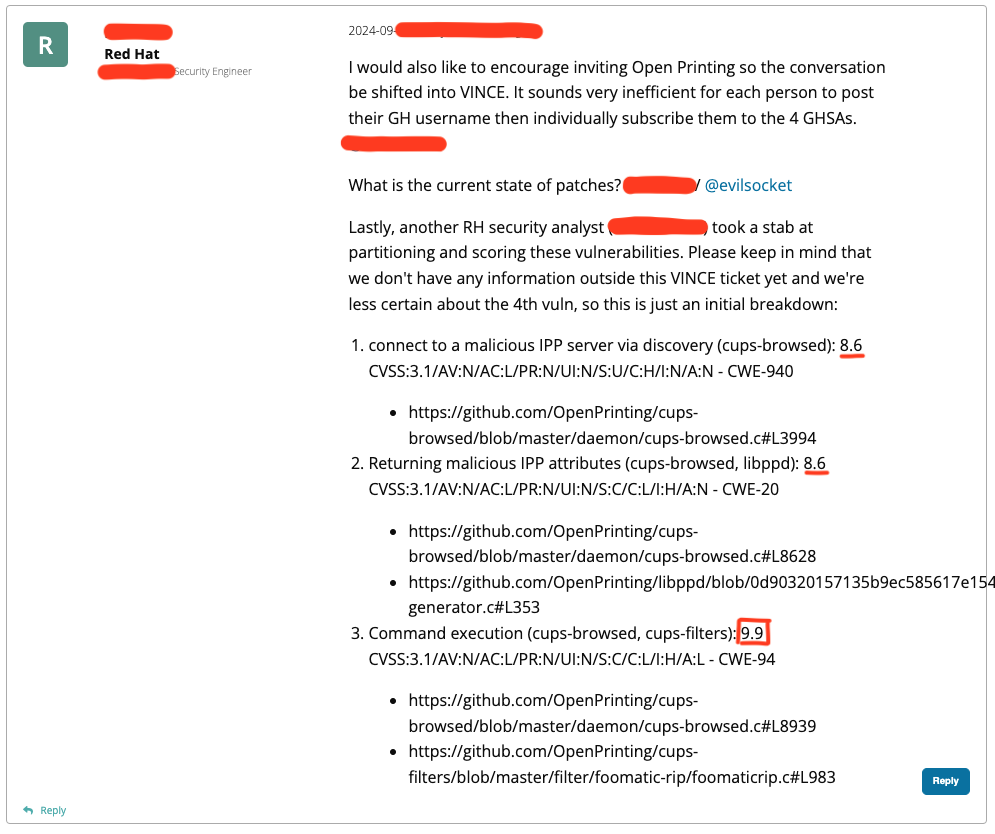 R
Red Hat
Security Engineer
2024-09-
I would also like to encourage inviting Open Printing so the conversation
be shifted into VINCE. It sounds very inefficient for each person to post
their GH username then individually subscribe them to the 4 GHSAs.
What is the current state of patches? / @evilsocket
Lastly, another RH security analyst ( ) took a stab at
partitioning and scoring these vulnerabilities. Please keep in mind that
we don't have any information outside this VINCE ticket yet and we're
less certain about the 4th vuln, so this is just an initial breakdown:
1. connect to a malicious IPP server via discovery (cups-browsed): 8.6
CVSS:3.1/AV:N/AC:L/PR:N/UI:N/S:U/C:H/I:N/A:N - CWE-940
• https://github.com/OpenPrinting/cups-
browsed/blob/master/daemon/cups-browsed.c#L3994
2. Returning malicious IPP attributes (cups-browsed, libppd): 8.6
CVSS:3.1/AV:N/AC:L/PR:N/UI:N/S:C/C:L/I:H/A:N - CWE-20
• https://github.com/OpenPrinting/cups-
browsed/blob/master/daemon/cups-browsed.c#L8628
• https://github.com/OpenPrinting/libppd/blob/0d90320157135b9ec585617e154
generator.c#L353
3. Command execution (cups-browsed, cups-filters): 9.9
CVSS:3.1/AV:N/AC:L/PR:N/UI:N/S:C/C:L/I:H/A:L - CWE-94
• https://github.com/OpenPrinting/cups-
browsed/blob/master/daemon/cups-browsed.c#L8939
• https://github.com/OpenPrinting/cups-
filters/blob/master/filter/foomatic-rip/foomaticrip.c#L983
Reply
Reply